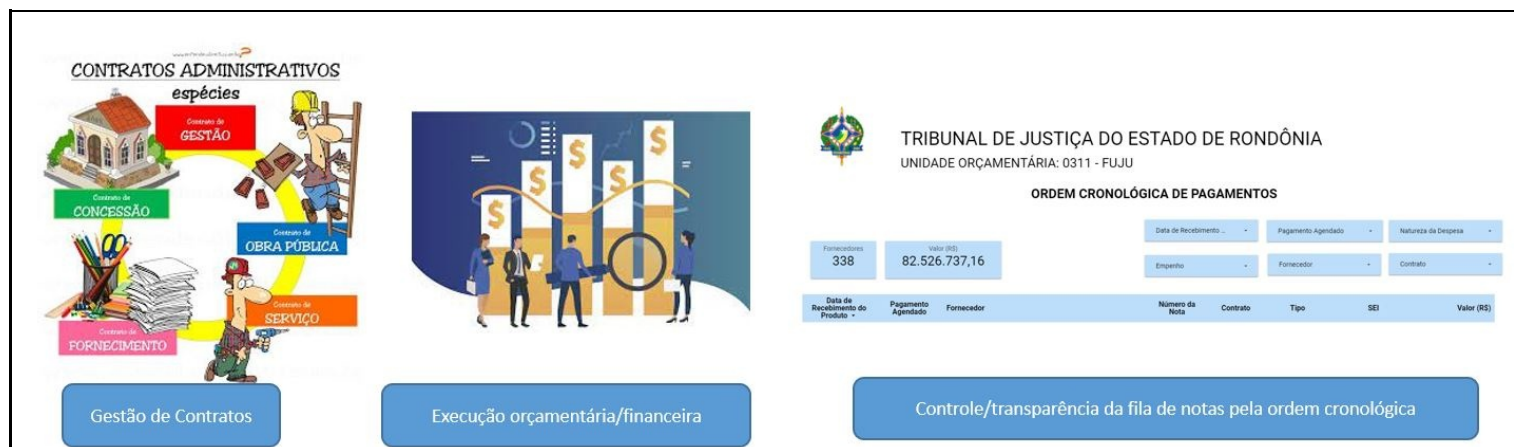 CONTRATOS ADMINISTRATIVOS
espécies
Contrato de
GESTÃO
Contrato de
CONCESSÃO
Contrato de
OBRA PÚBLICA
Contrato de
SERVIÇO
Contrato de
FORNECIMENTO
Gestão de Contratos
$ $ $ $ $
Execução orçamentária/financeira
TRIBUNAL DE JUSTIÇA DO ESTADO DE RONDÔNIA
UNIDADE ORÇAMENTÁRIA: 0311 - FUJU
ORDEM CRONOLÓGICA DE PAGAMENTOS
Fornecedores
338
Valor (R$)
82.526.737,16
Data de Recebimento ...
Pagamento Agendado
Natureza da Despesa
Empenho
Fornecedor
Contrato
Data de
Recebimento do
Produto
Pagamento
Agendado
Fornecedor
Número da
Nota
Contrato
Tipo
SEI
Valor (R$)
Controle/transparência da fila de notas pela ordem cronológica